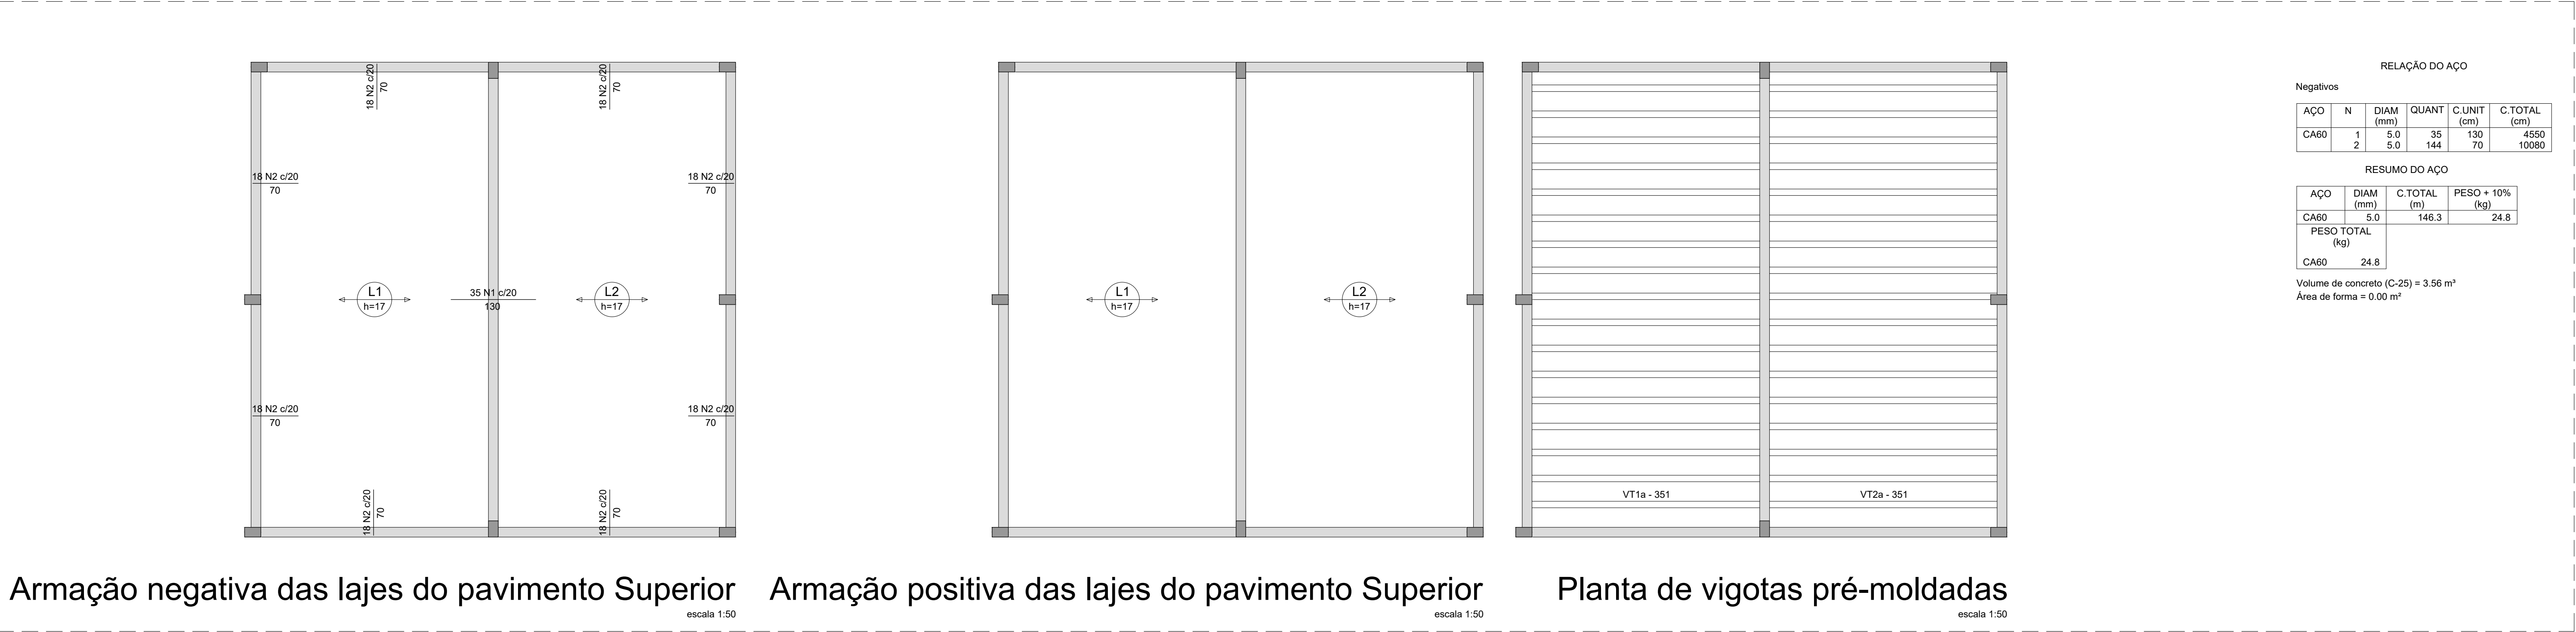 18 N2 c/20
70
18 N2 c/20
70
18 N2 c/20
70
18 N2 c/20
70
L1
h=17
35 N1 c/20
130
L2
h=17
18 N2 c/20
70
18 N2 c/20
70
18 N2 c/20
70
18 N2 c/20
70
Armação negativa das lajes do pavimento Superior
escala 1:50
L1
h=17
L2
h=17
Armação positiva das lajes do pavimento Superior
escala 1:50
VT1a - 351
VT2a - 351
Planta de vigotas pré-moldadas
escala 1:50
RELAÇÃO DO AÇO
Negativos
AÇO N DIAM QUANT C.UNIT C.TOTAL
(mm) (cm) (cm)
CA60 1 5.0 35 130 4550
2 5.0 144 70 10080
RESUMO DO AÇO
AÇO DIAM C.TOTAL PESO + 10%
(mm) (m) (kg)
CA60 5.0 146.3 24.8
PESO TOTAL
(kg)
CA60 24.8
Volume de concreto (C-25) = 3.56 m³
Área de forma = 0.00 m²